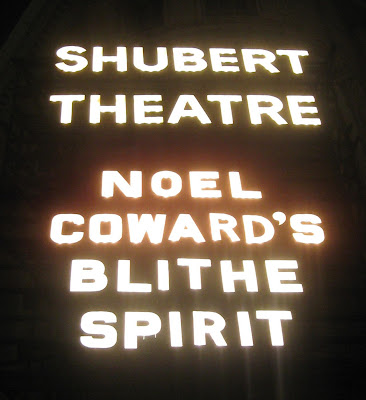 SHUBERT
THEATRE
NOEL
COWARD'S
BLITHE
SPIRIT